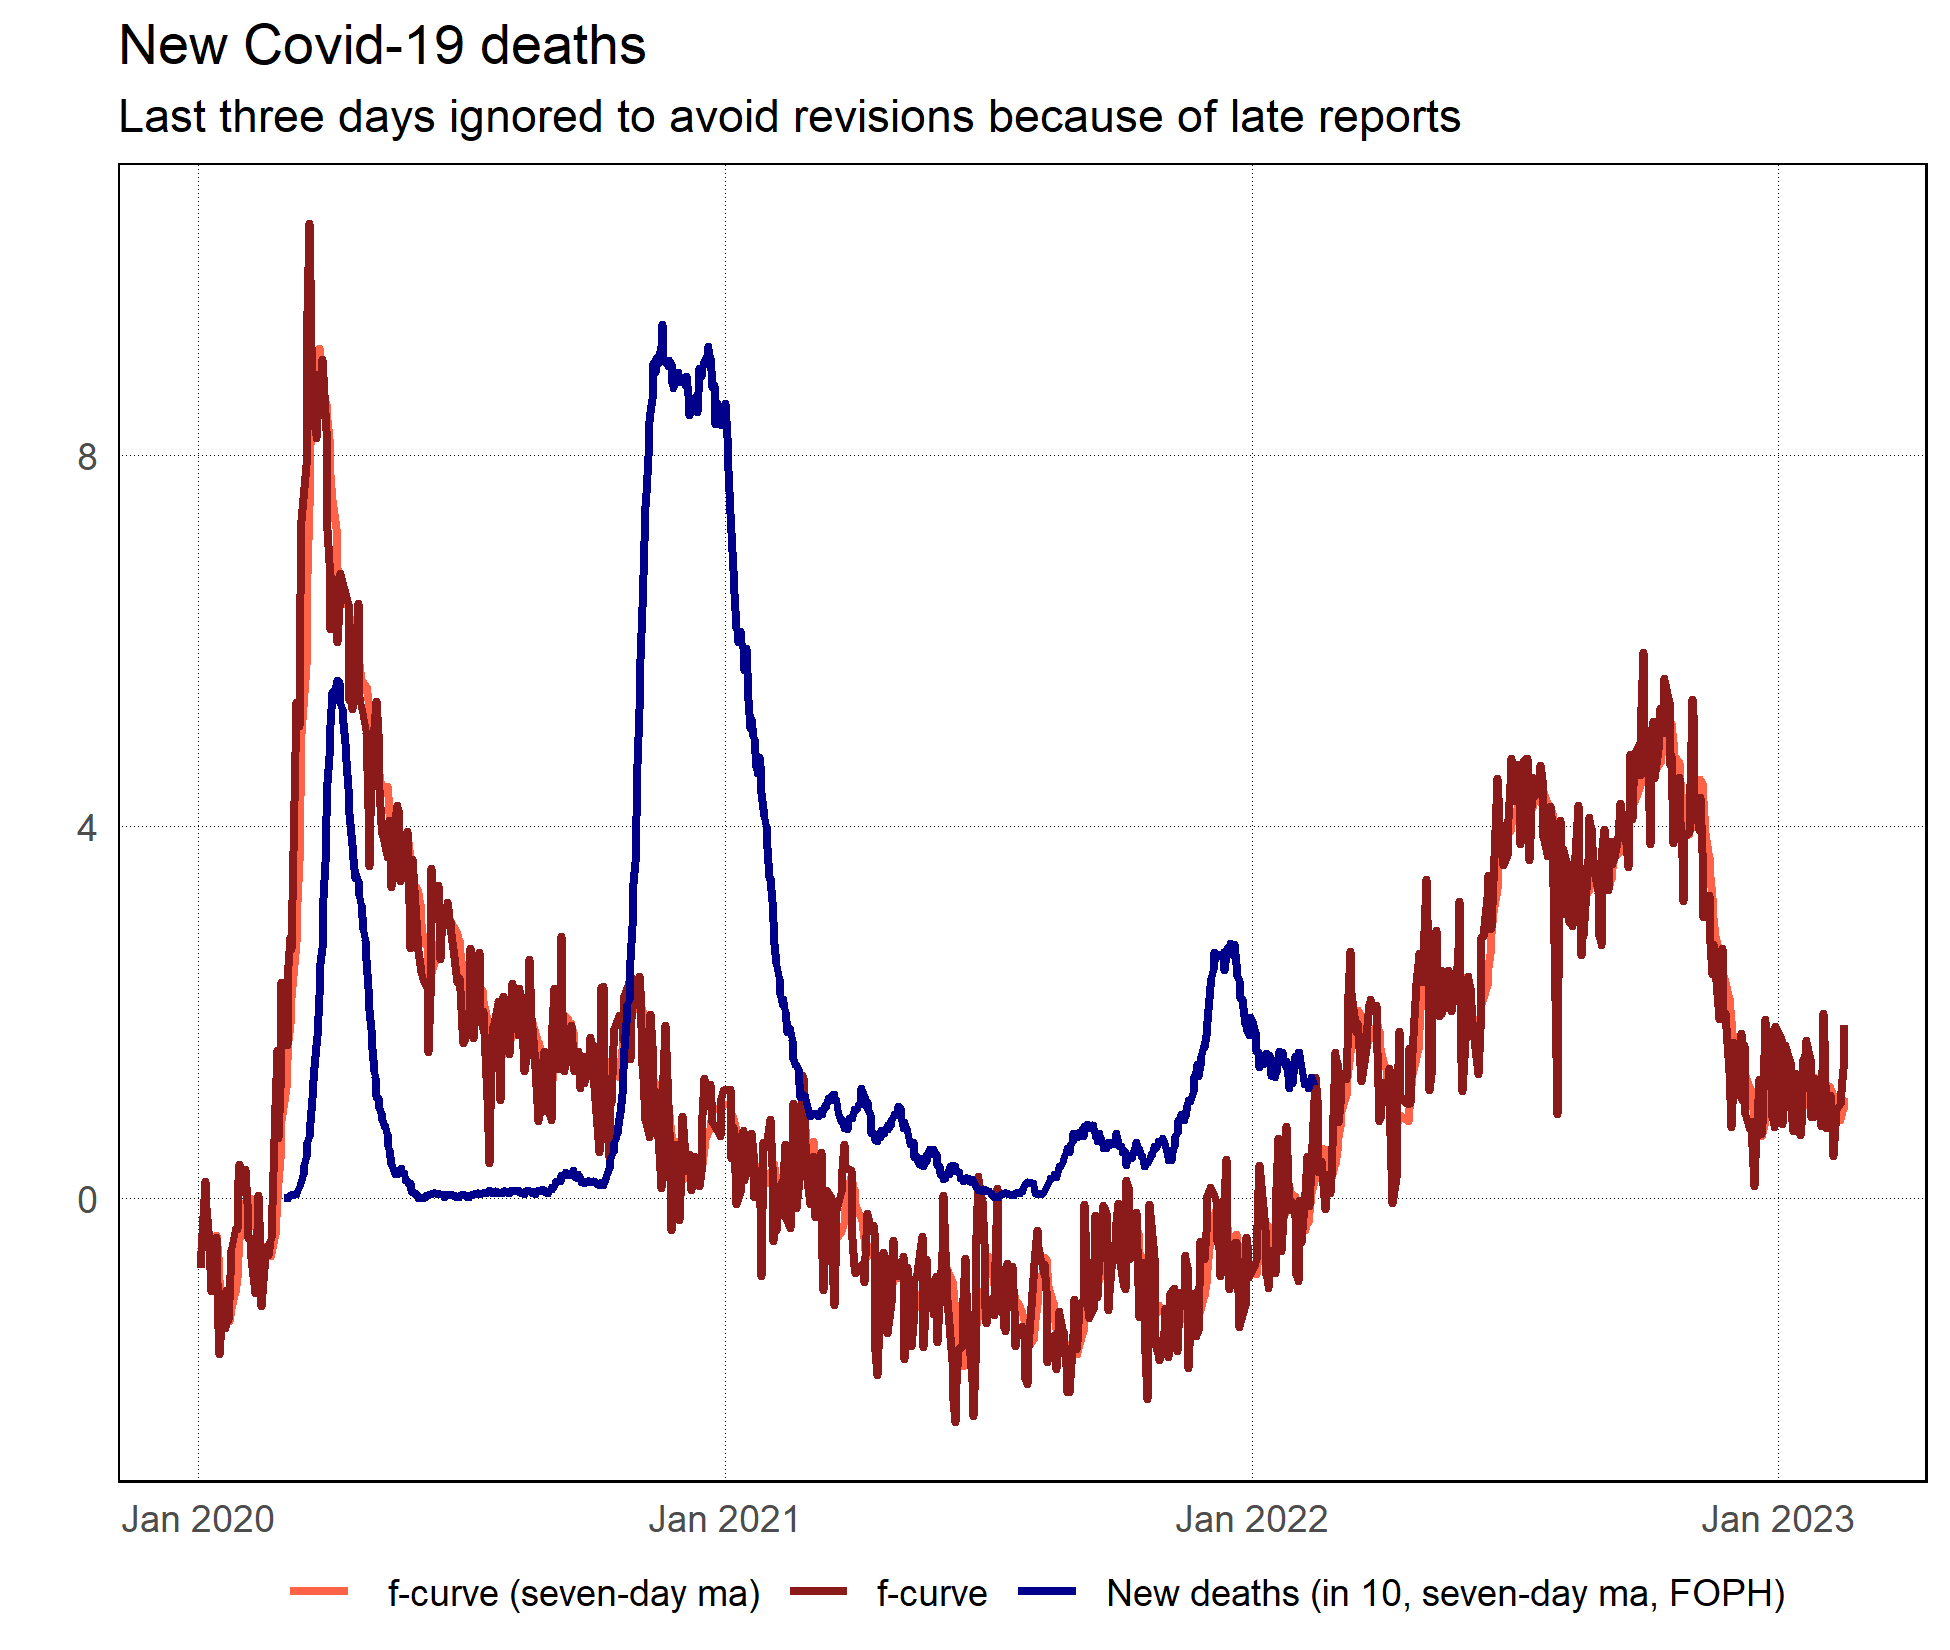 New Covid-19 deaths
Last three days ignored to avoid revisions because of late reports
8
4
0
Jan 2020 Jan 2021 Jan 2022 Jan 2023
f-curve (seven-day ma) f-curve New deaths (in 10, seven-day ma, FOPH)